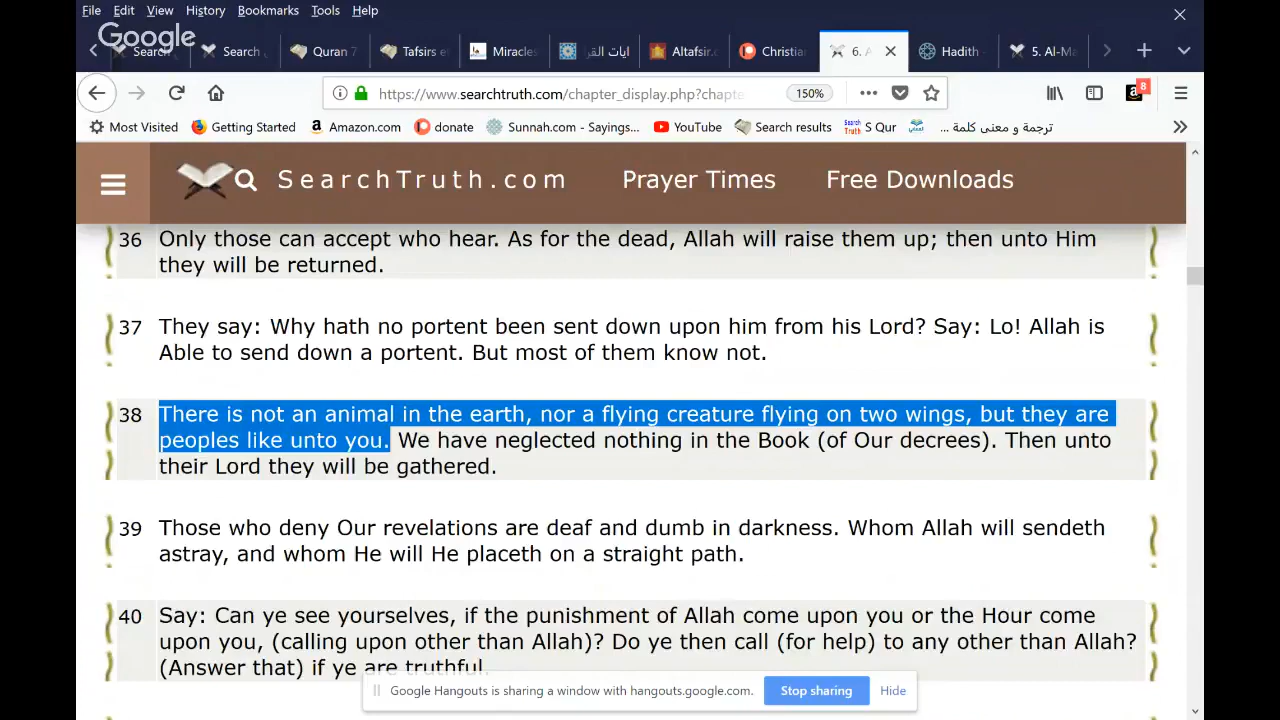 File Edit View History Bookmarks Tools Help
Google
Search Search Quran 7 Tafsirs e Miracles ايات القر Altafsir.c Christia 6. A Hadith 5. Al-Ma
https://www.searchtruth.com/chapter_display.php?chapte 150% 8
Most Visited Getting Started Amazon.com donate Sunnah.com - Sayings... YouTube Search results Search Truth S Qur ترجمة و معنى كلمة ...
SearchTruth.com Prayer Times Free Downloads
36 Only those can accept who hear. As for the dead, Allah will raise them up; then unto Him
they will be returned.
37 They say: Why hath no portent been sent down upon him from his Lord? Say: Lo! Allah is
Able to send down a portent. But most of them know not.
38 There is not an animal in the earth, nor a flying creature flying on two wings, but they are
peoples like unto you. We have neglected nothing in the Book (of Our decrees). Then unto
their Lord they will be gathered.
39 Those who deny Our revelations are deaf and dumb in darkness. Whom Allah will sendeth
astray, and whom He will He placeth on a straight path.
40 Say: Can ye see yourselves, if the punishment of Allah come upon you or the Hour come
upon you, (calling upon other than Allah)? Do ye then call (for help) to any other than Allah?
(Answer that) if ye are truthful.
Google Hangouts is sharing a window with hangouts.google.com. Stop sharing Hide